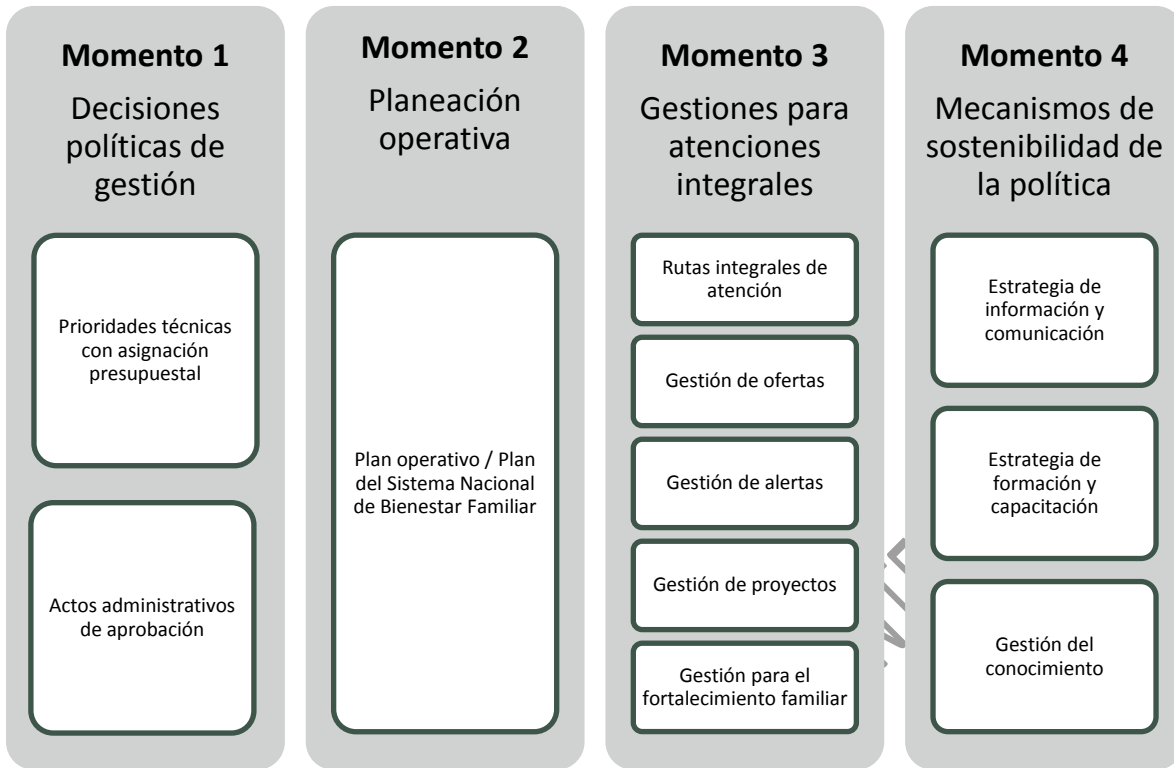 Momento 1
Decisiones
políticas de
gestión
Prioridades técnicas
con asignación
presupuestal
Actos administrativos
de aprobación
Momento 2
Planeación
operativa
Plan operativo / Plan
del Sistema Nacional
de Bienestar Familiar
Momento 3
Gestiones para
atenciones
integrales
Rutas integrales de
atención
Gestión de ofertas
Gestión de alertas
Gestión de proyectos
Gestión para el
fortalecimiento familiar
Momento 4
Mecanismos de
sostenibilidad de
la política
Estrategia de
información y
comunicación
Estrategia de
formación y
capacitación
Gestión del
conocimiento